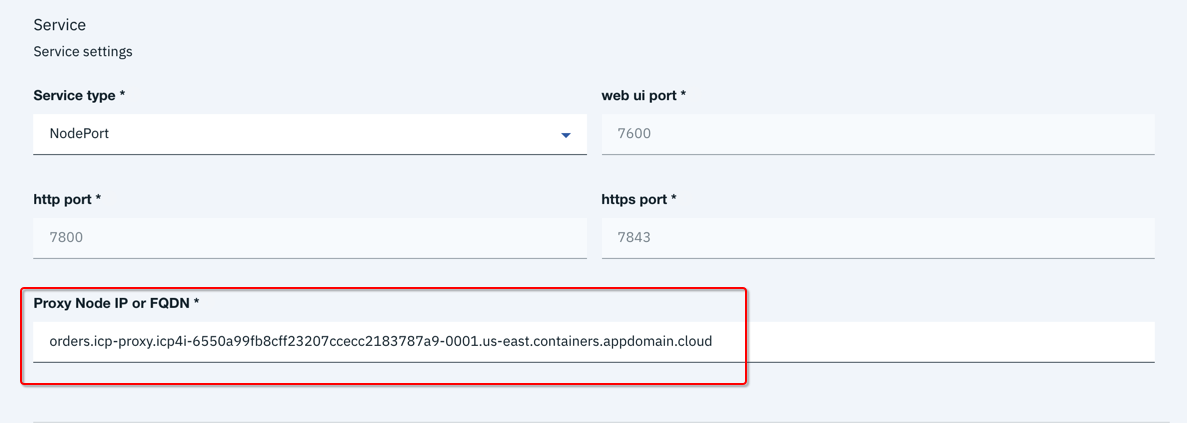 Service
Service settings
Service type * web ui port *
NodePort 7600
http port * https port *
7800 7843
Proxy Node IP or FQDN *
orders.icp-proxy.icp4i-6550a99fb8cff23207ccecc2183787a9-0001.us-east.containers.appdomain.cloud